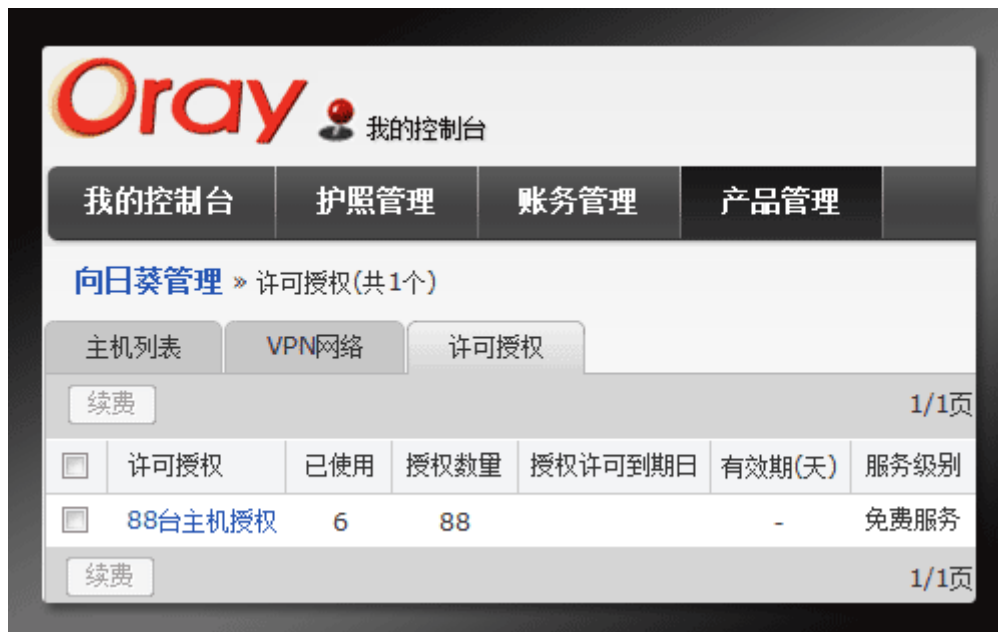 Oray 我的控制台
我的控制台 护照管理 账务管理 产品管理
向日葵管理 » 许可授权(共1个)
主机列表 VPN网络 许可授权
续费 1/1页
许可授权 已使用 授权数量 授权许可到期日 有效期(天) 服务级别
88台主机授权 6 88 - 免费服务
续费 1/1页